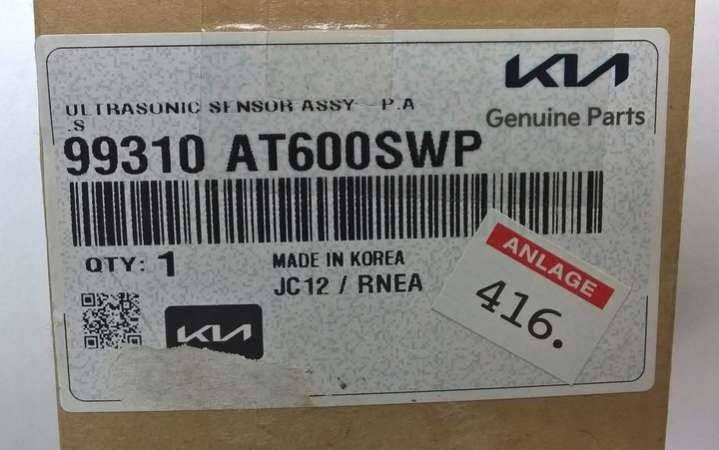 KIA
Genuine Parts
ULTRASONIC SENSOR ASSY - P.A
.S
99310 AT600SWP
QTY: 1
MADE IN KOREA
JC12 / RNEA
KIA
ANLAGE
416.